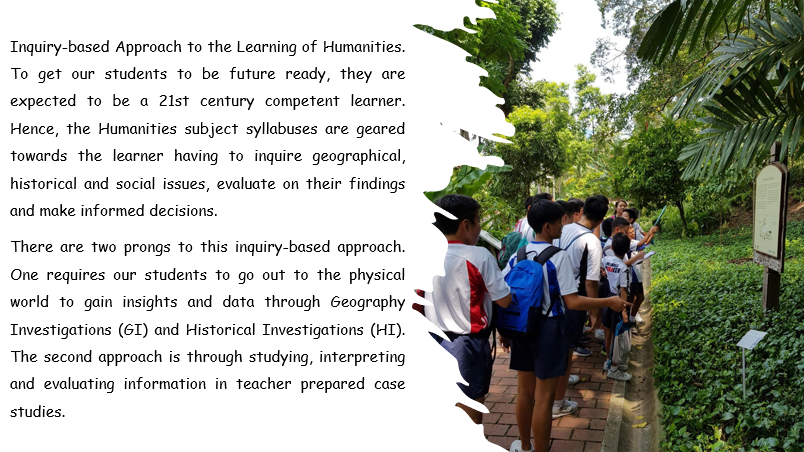 Inquiry-based Approach to the Learning of Humanities.
To get our students to be future ready, they are
expected to be a 21st century competent learner.
Hence, the Humanities subject syllabuses are geared
towards the learner having to inquire geographical,
historical and social issues, evaluate on their findings
and make informed decisions.
There are two prongs to this inquiry-based approach.
One requires our students to go out to the physical
world to gain insights and data through Geography
Investigations (GI) and Historical Investigations (HI).
The second approach is through studying, interpreting
and evaluating information in teacher prepared case
studies.